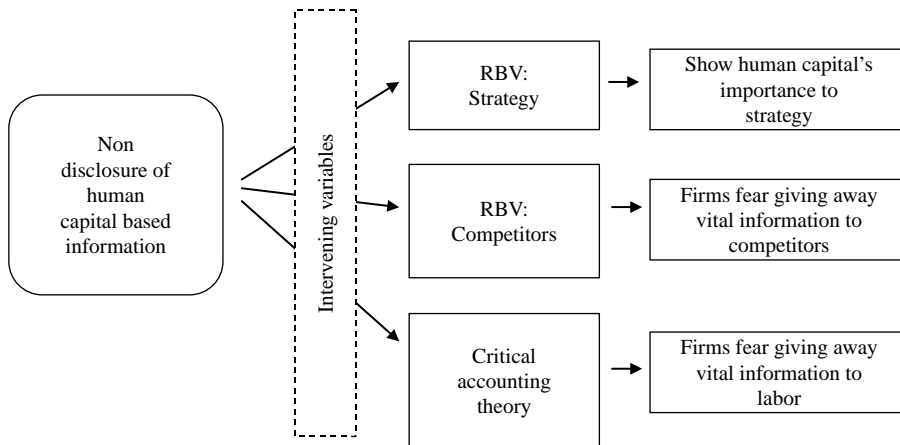 Non
disclosure of
human
capital based
information
Intervening variables
RBV:
Strategy
Show human capital’s
importance to
strategy
RBV:
Competitors
Firms fear giving away
vital information to
competitors
Critical
accounting
theory
Firms fear giving away
vital information to
labor